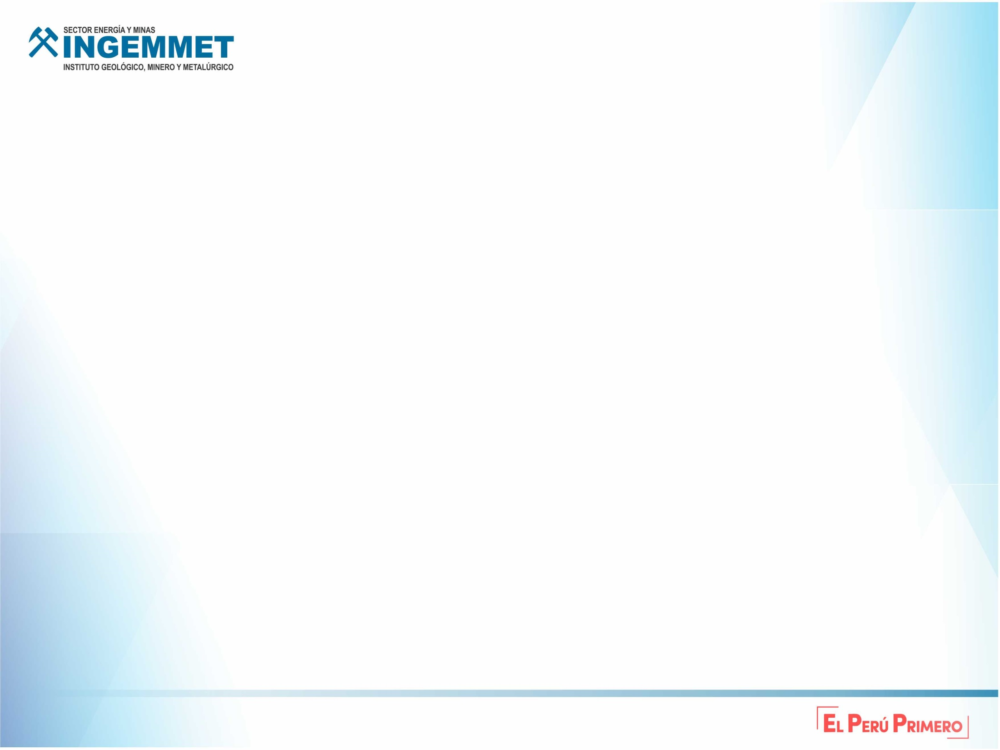 SECTOR ENERGÍA Y MINAS
INGEMMET
INSTITUTO GEOLÓGICO, MINERO Y METALÚRGICO
EL PERÚ PRIMERO